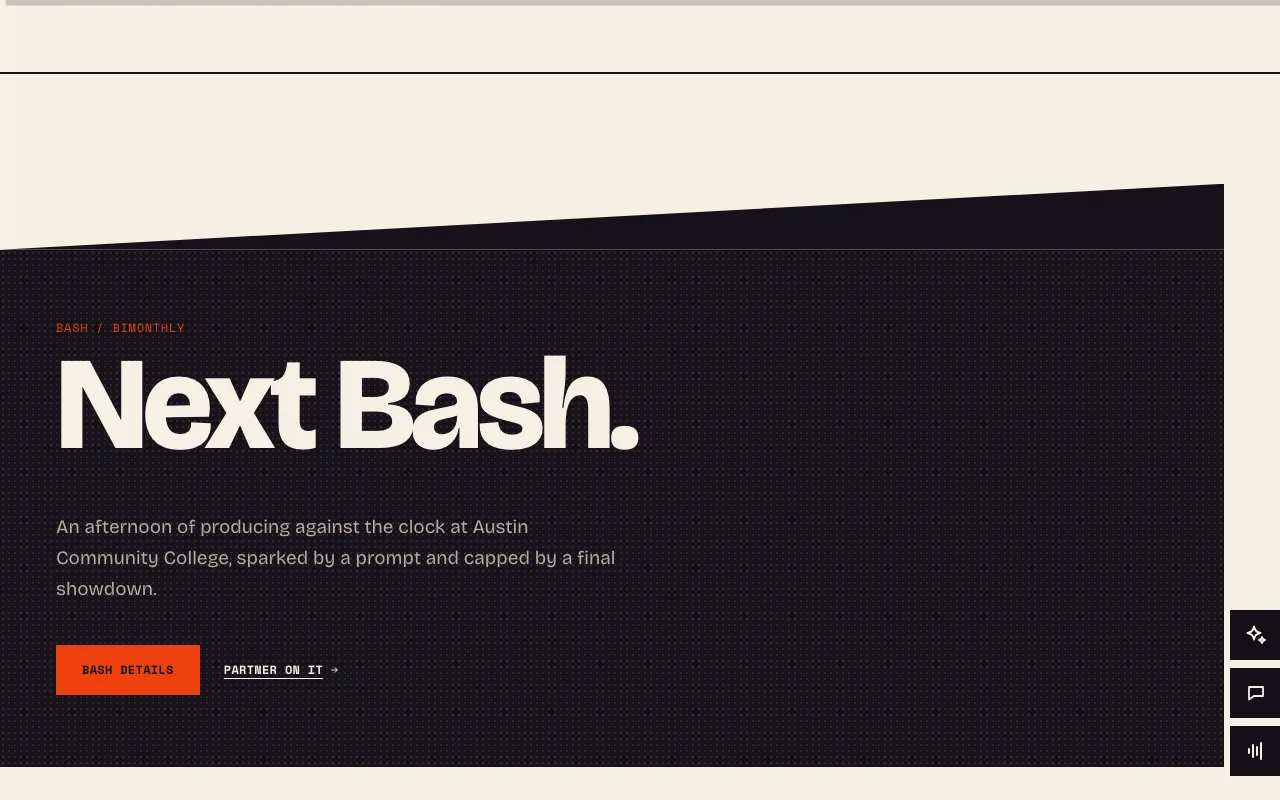 BASH / BIMONTHLY
Next Bash.
An afternoon of producing against the clock at Austin
Community College, sparked by a prompt and capped by a final
showdown.
BASH DETAILS
PARTNER ON IT →